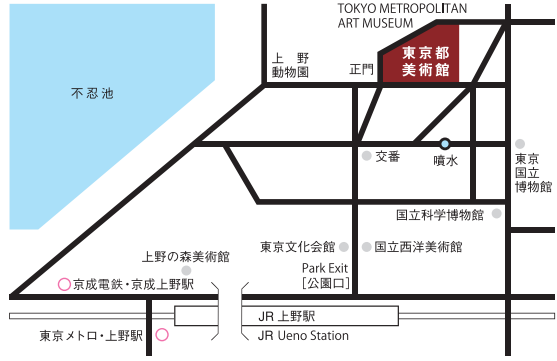 TOKYO METROPOLITAN
ART MUSEUM
東京都
美術館
上 野
動物園
正門
不忍池
交番
噴水
東京
国立
博物館
国立科学博物館
上野の森美術館
東京文化会館
国立西洋美術館
Park Exit
[公園口]
京成電鉄・京成上野駅
JR 上野駅
東京メトロ・上野駅
JR Ueno Station